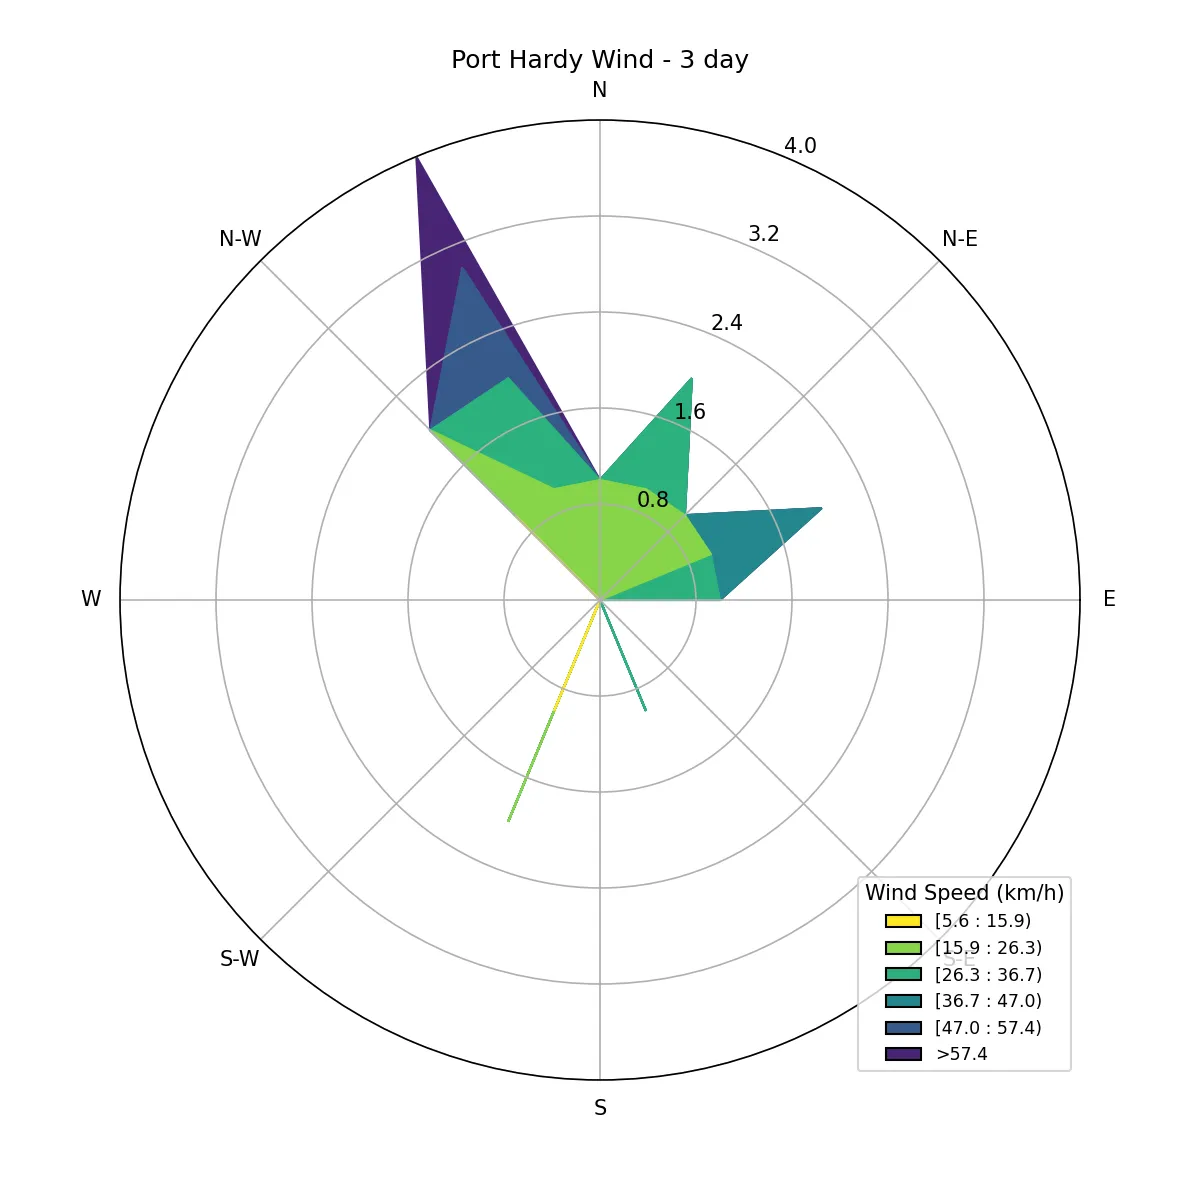 Port Hardy Wind - 3 day
N
4.0
N-W
3.2
N-E
2.4
1.6
0.8
W
E
Wind Speed (km/h)
[5.6 : 15.9)
[15.9 : 26.3)
S-W
S-E
[26.3 : 36.7)
[36.7 : 47.0)
[47.0 : 57.4)
>57.4
S